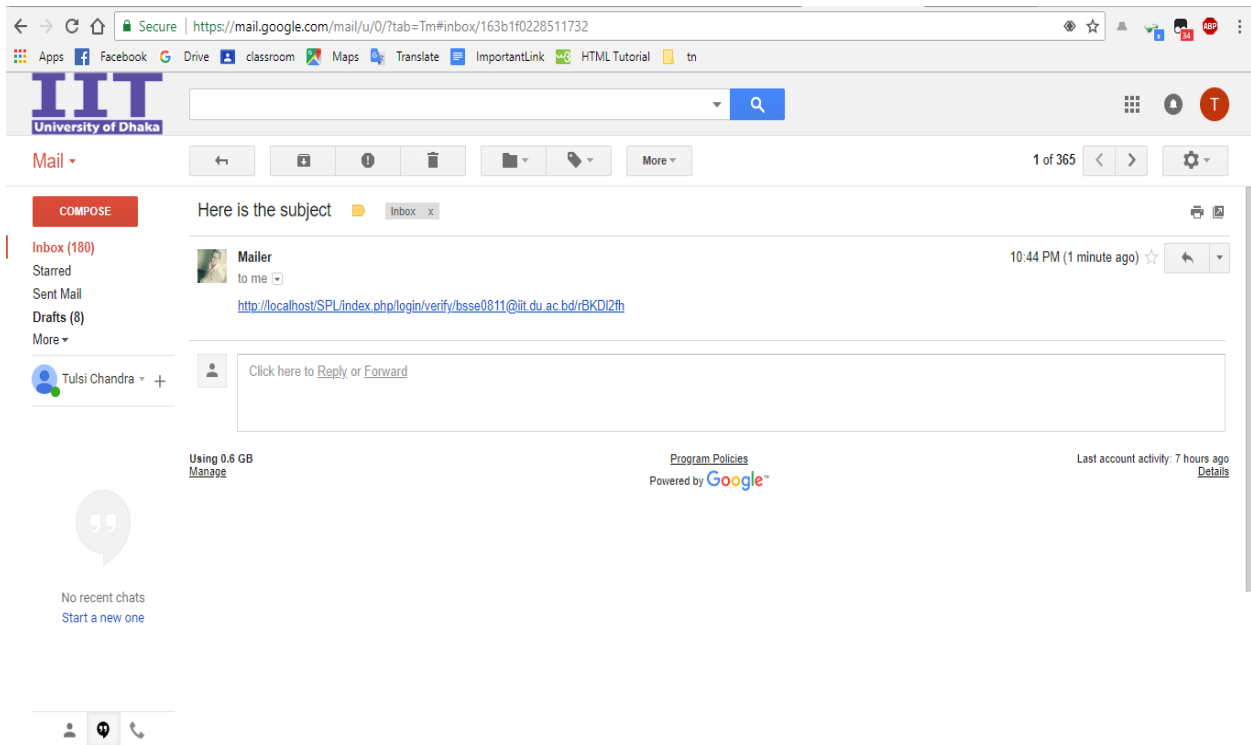 Secure https://mail.google.com/mail/u/0/?tab=Tm#inbox/163b1f0228511732
ABP
34
x
Apps Facebook Drive classroom Maps Translate ImportantLink HTML Tutorial tn
IIT
University of Dhaka
T
Mail
More
1 of 365
COMPOSE
Here is the subject
Inbox x
Inbox (180)
Starred
Sent Mail
Drafts (8)
More
Mailer
10:44 PM (1 minute ago)
to me
http://localhost/SPL/index.php/login/verify/bsse0811@iit.du.ac.bd/rBKDl2fh
Tulsi Chandra
Click here to Reply or Forward
Using 0.6 GB
Manage
Program Policies
Powered by Google™
Last account activity: 7 hours ago
Details
No recent chats
Start a new one